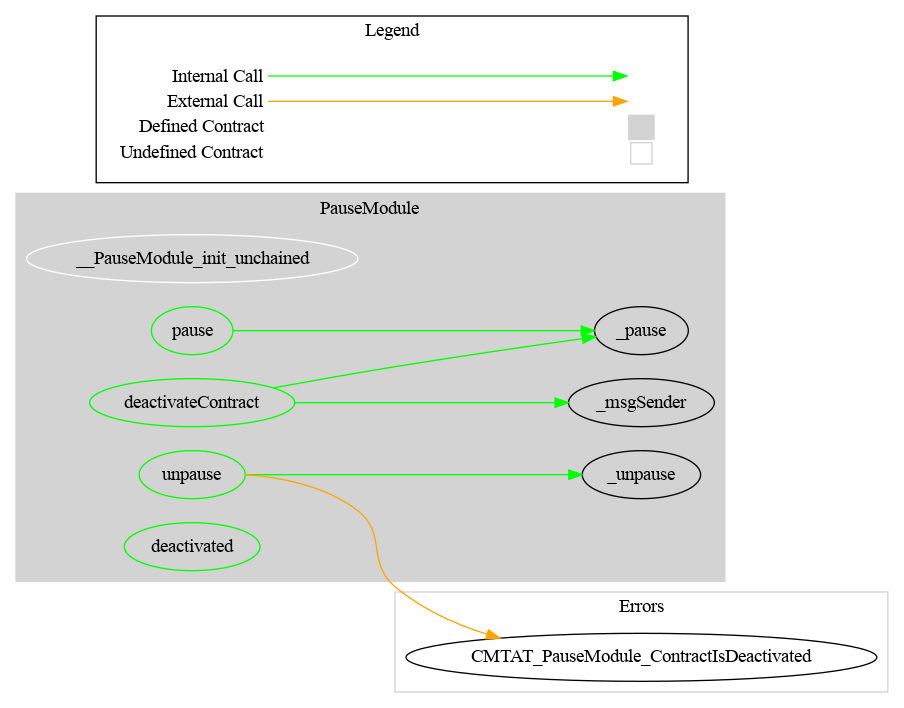 Legend
Internal Call
External Call
Defined Contract
Undefined Contract
PauseModule
__PauseModule_init_unchained
pause
_pause
deactivateContract
_msgSender
unpause
_unpause
deactivated
Errors
CMTAT_PauseModule_ContractIsDeactivated